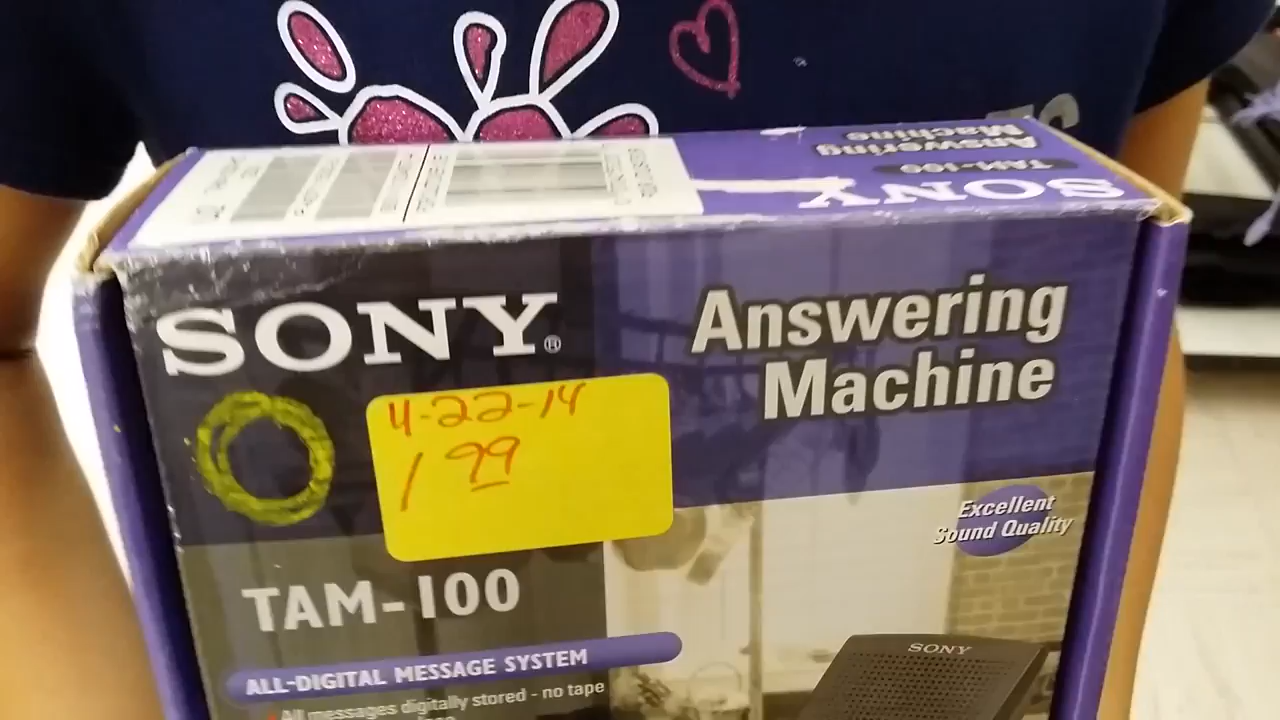 Answering
Machine
TAM-100
SONY
SONY®
Answering
Machine
4-22-14
1 99
Excellent
Sound Quality
TAM-100
ALL-DIGITAL MESSAGE SYSTEM
All messages digitally stored - no tape
SONY